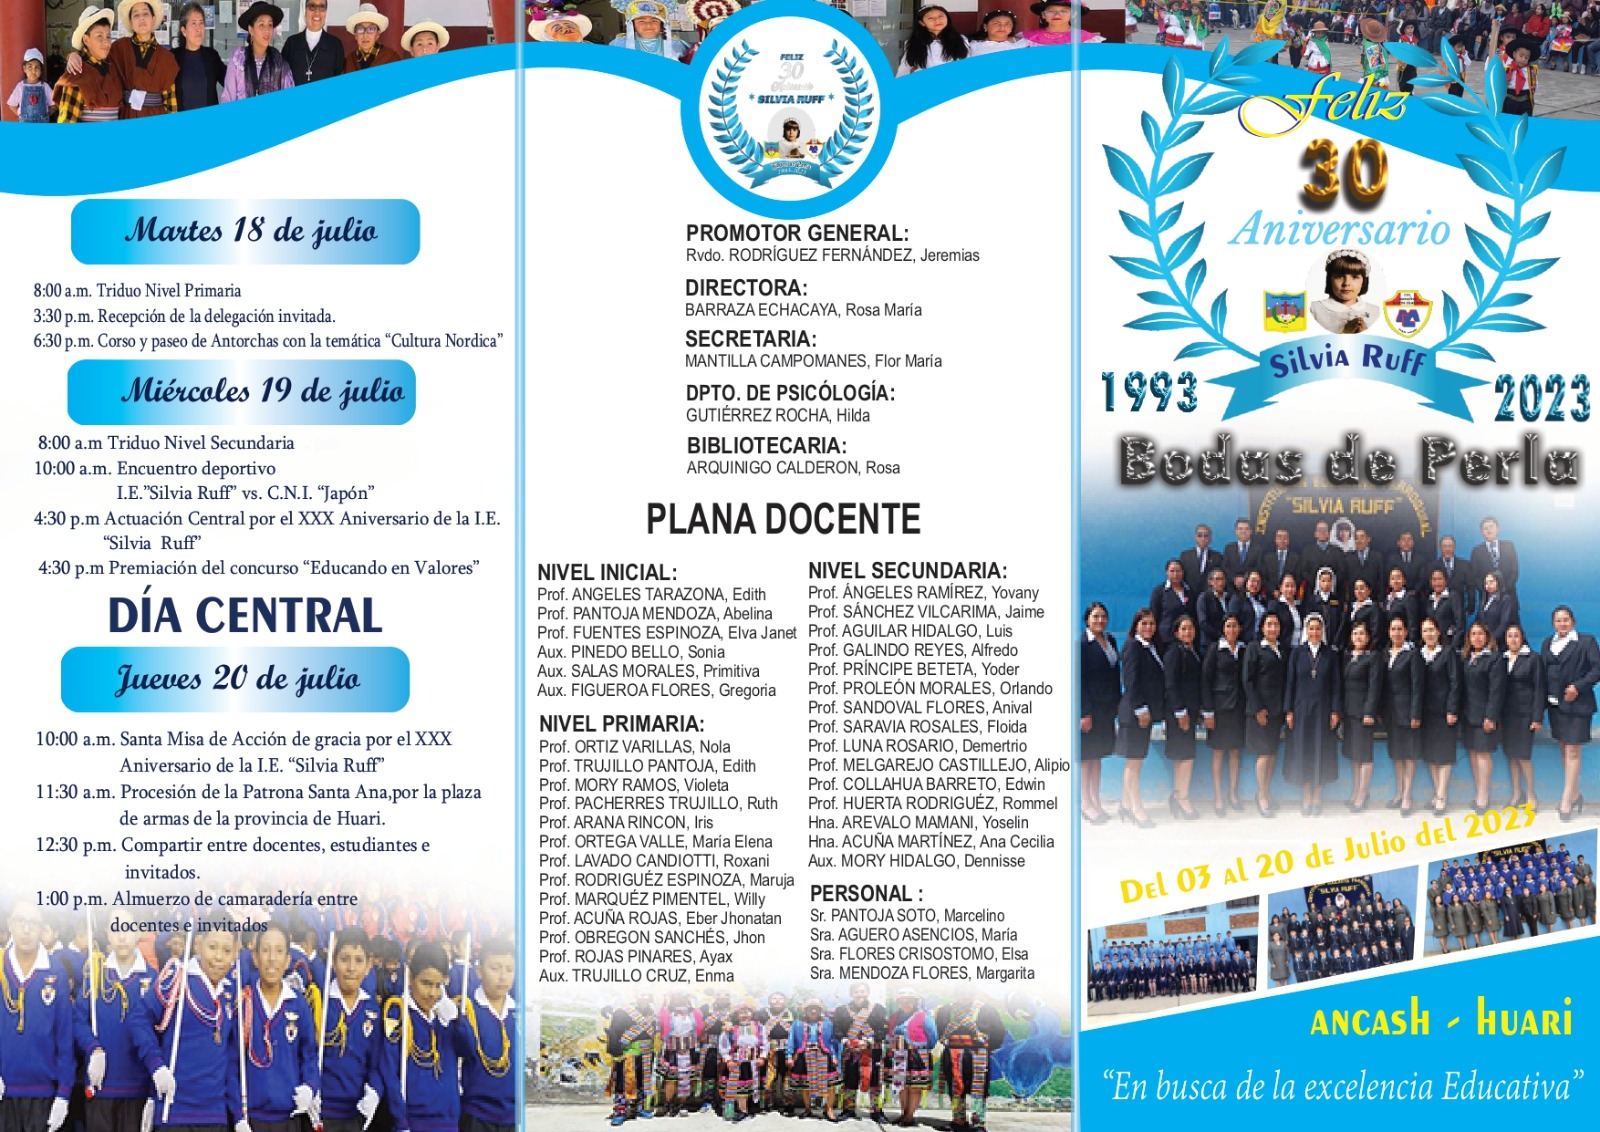 Martes 18 de julio
8:00 a.m. Triduo Nivel Primaria
3:30 p.m. Recepción de la delegación invitada.
6:30 p.m. Corso y paseo de Antorchas con la temática “Cultura Nordica”
Miércoles 19 de julio
8:00 a.m Triduo Nivel Secundaria
10:00 a.m. Encuentro deportivo
I.E.”Silvia Ruff” vs. C.N.I. “Japón”
4:30 p.m Actuación Central por el XXX Aniversario de la I.E.
“Silvia Ruff”
4:30 p.m Premiación del concurso “Educando en Valores”
DÍA CENTRAL
Jueves 20 de julio
10:00 a.m. Santa Misa de Acción de gracia por el XXX
Aniversario de la I.E. “Silvia Ruff”
11:30 a.m. Procesión de la Patrona Santa Ana,por la plaza
de armas de la provincia de Huari.
12:30 p.m. Compartir entre docentes, estudiantes e
invitados.
1:00 p.m. Almuerzo de camaradería entre
docentes e invitados
FELIZ
30
Aniversario
* SILVIA RUFF *
1993-2023
PROMOTOR GENERAL:
Rvdo. RODRÍGUEZ FERNÁNDEZ, Jeremias
DIRECTORA:
BARRAZA ECHACAYA, Rosa María
SECRETARIA:
MANTILLA CAMPOMANES, Flor María
DPTO. DE PSICÓLOGÍA:
GUTIÉRREZ ROCHA, Hilda
BIBLIOTECARIA:
ARQUINIGO CALDERON, Rosa
PLANA DOCENTE
NIVEL INICIAL:
Prof. ANGELES TARAZONA, Edith
Prof. PANTOJA MENDOZA, Abelina
Prof. FUENTES ESPINOZA, Elva Janet
Aux. PINEDO BELLO, Sonia
Aux. SALAS MORALES, Primitiva
Aux. FIGUEROA FLORES, Gregoria
NIVEL PRIMARIA:
Prof. ORTIZ VARILLAS, Nola
Prof. TRUJILLO PANTOJA, Edith
Prof. MORY RAMOS, Violeta
Prof. PACHERRES TRUJILLO, Ruth
Prof. ARANA RINCON, Iris
Prof. ORTEGA VALLE, María Elena
Prof. LAVADO CANDIOTTI, Roxani
Prof. RODRIGUÉZ ESPINOZA, Maruja
Prof. MARQUÉZ PIMENTEL, Willy
Prof. ACUÑA ROJAS, Eber Jhonatan
Prof. OBREGON SANCHÉS, Jhon
Prof. ROJAS PINARES, Ayax
Aux. TRUJILLO CRUZ, Enma
NIVEL SECUNDARIA:
Prof. ÁNGELES RAMÍREZ, Yovany
Prof. SÁNCHEZ VILCARIMA, Jaime
Prof. AGUILAR HIDALGO, Luis
Prof. GALINDO REYES, Alfredo
Prof. PRÍNCIPE BETETA, Yoder
Prof. PROLEÓN MORALES, Orlando
Prof. SANDOVAL FLORES, Anival
Prof. SARAVIA ROSALES, Floida
Prof. LUNA ROSARIO, Demertrio
Prof. MELGAREJO CASTILLEJO, Alipio
Prof. COLLAHUA BARRETO, Edwin
Prof. HUERTA RODRIGUÉZ, Rommel
Hna. AREVALO MAMANI, Yoselin
Hna. ACUÑA MARTÍNEZ, Ana Cecilia
Aux. MORY HIDALGO, Dennisse
PERSONAL :
Sr. PANTOJA SOTO, Marcelino
Sra. AGUERO ASENCIOS, María
Sra. FLORES CRISOSTOMO, Elsa
Sra. MENDOZA FLORES, Margarita
Feliz
30
Aniversario
Silvia Ruff
1993
2023
Bodas de Perla
"SILVIA RUFF"
Del 03 al 20 de Julio del 2023
"SILVIA RUFF"
"SILVIA RUFF"
ANCASH - HUARI
“En busca de la excelencia Educativa”